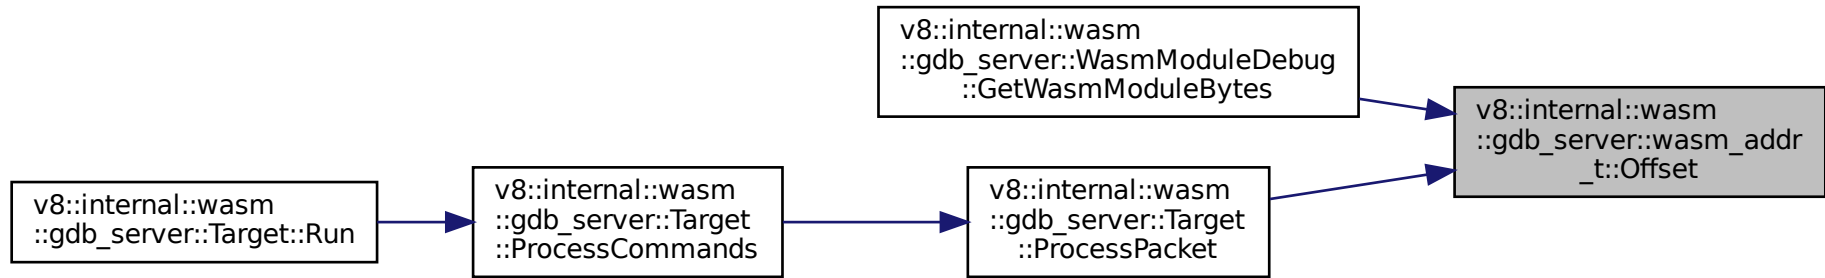 v8::internal::wasm
::gdb_server::WasmModuleDebug
::GetWasmModuleBytes
v8::internal::wasm
::gdb_server::wasm_addr
_t::Offset
v8::internal::wasm
::gdb_server::Target::Run
v8::internal::wasm
::gdb_server::Target
::ProcessCommands
v8::internal::wasm
::gdb_server::Target
::ProcessPacket